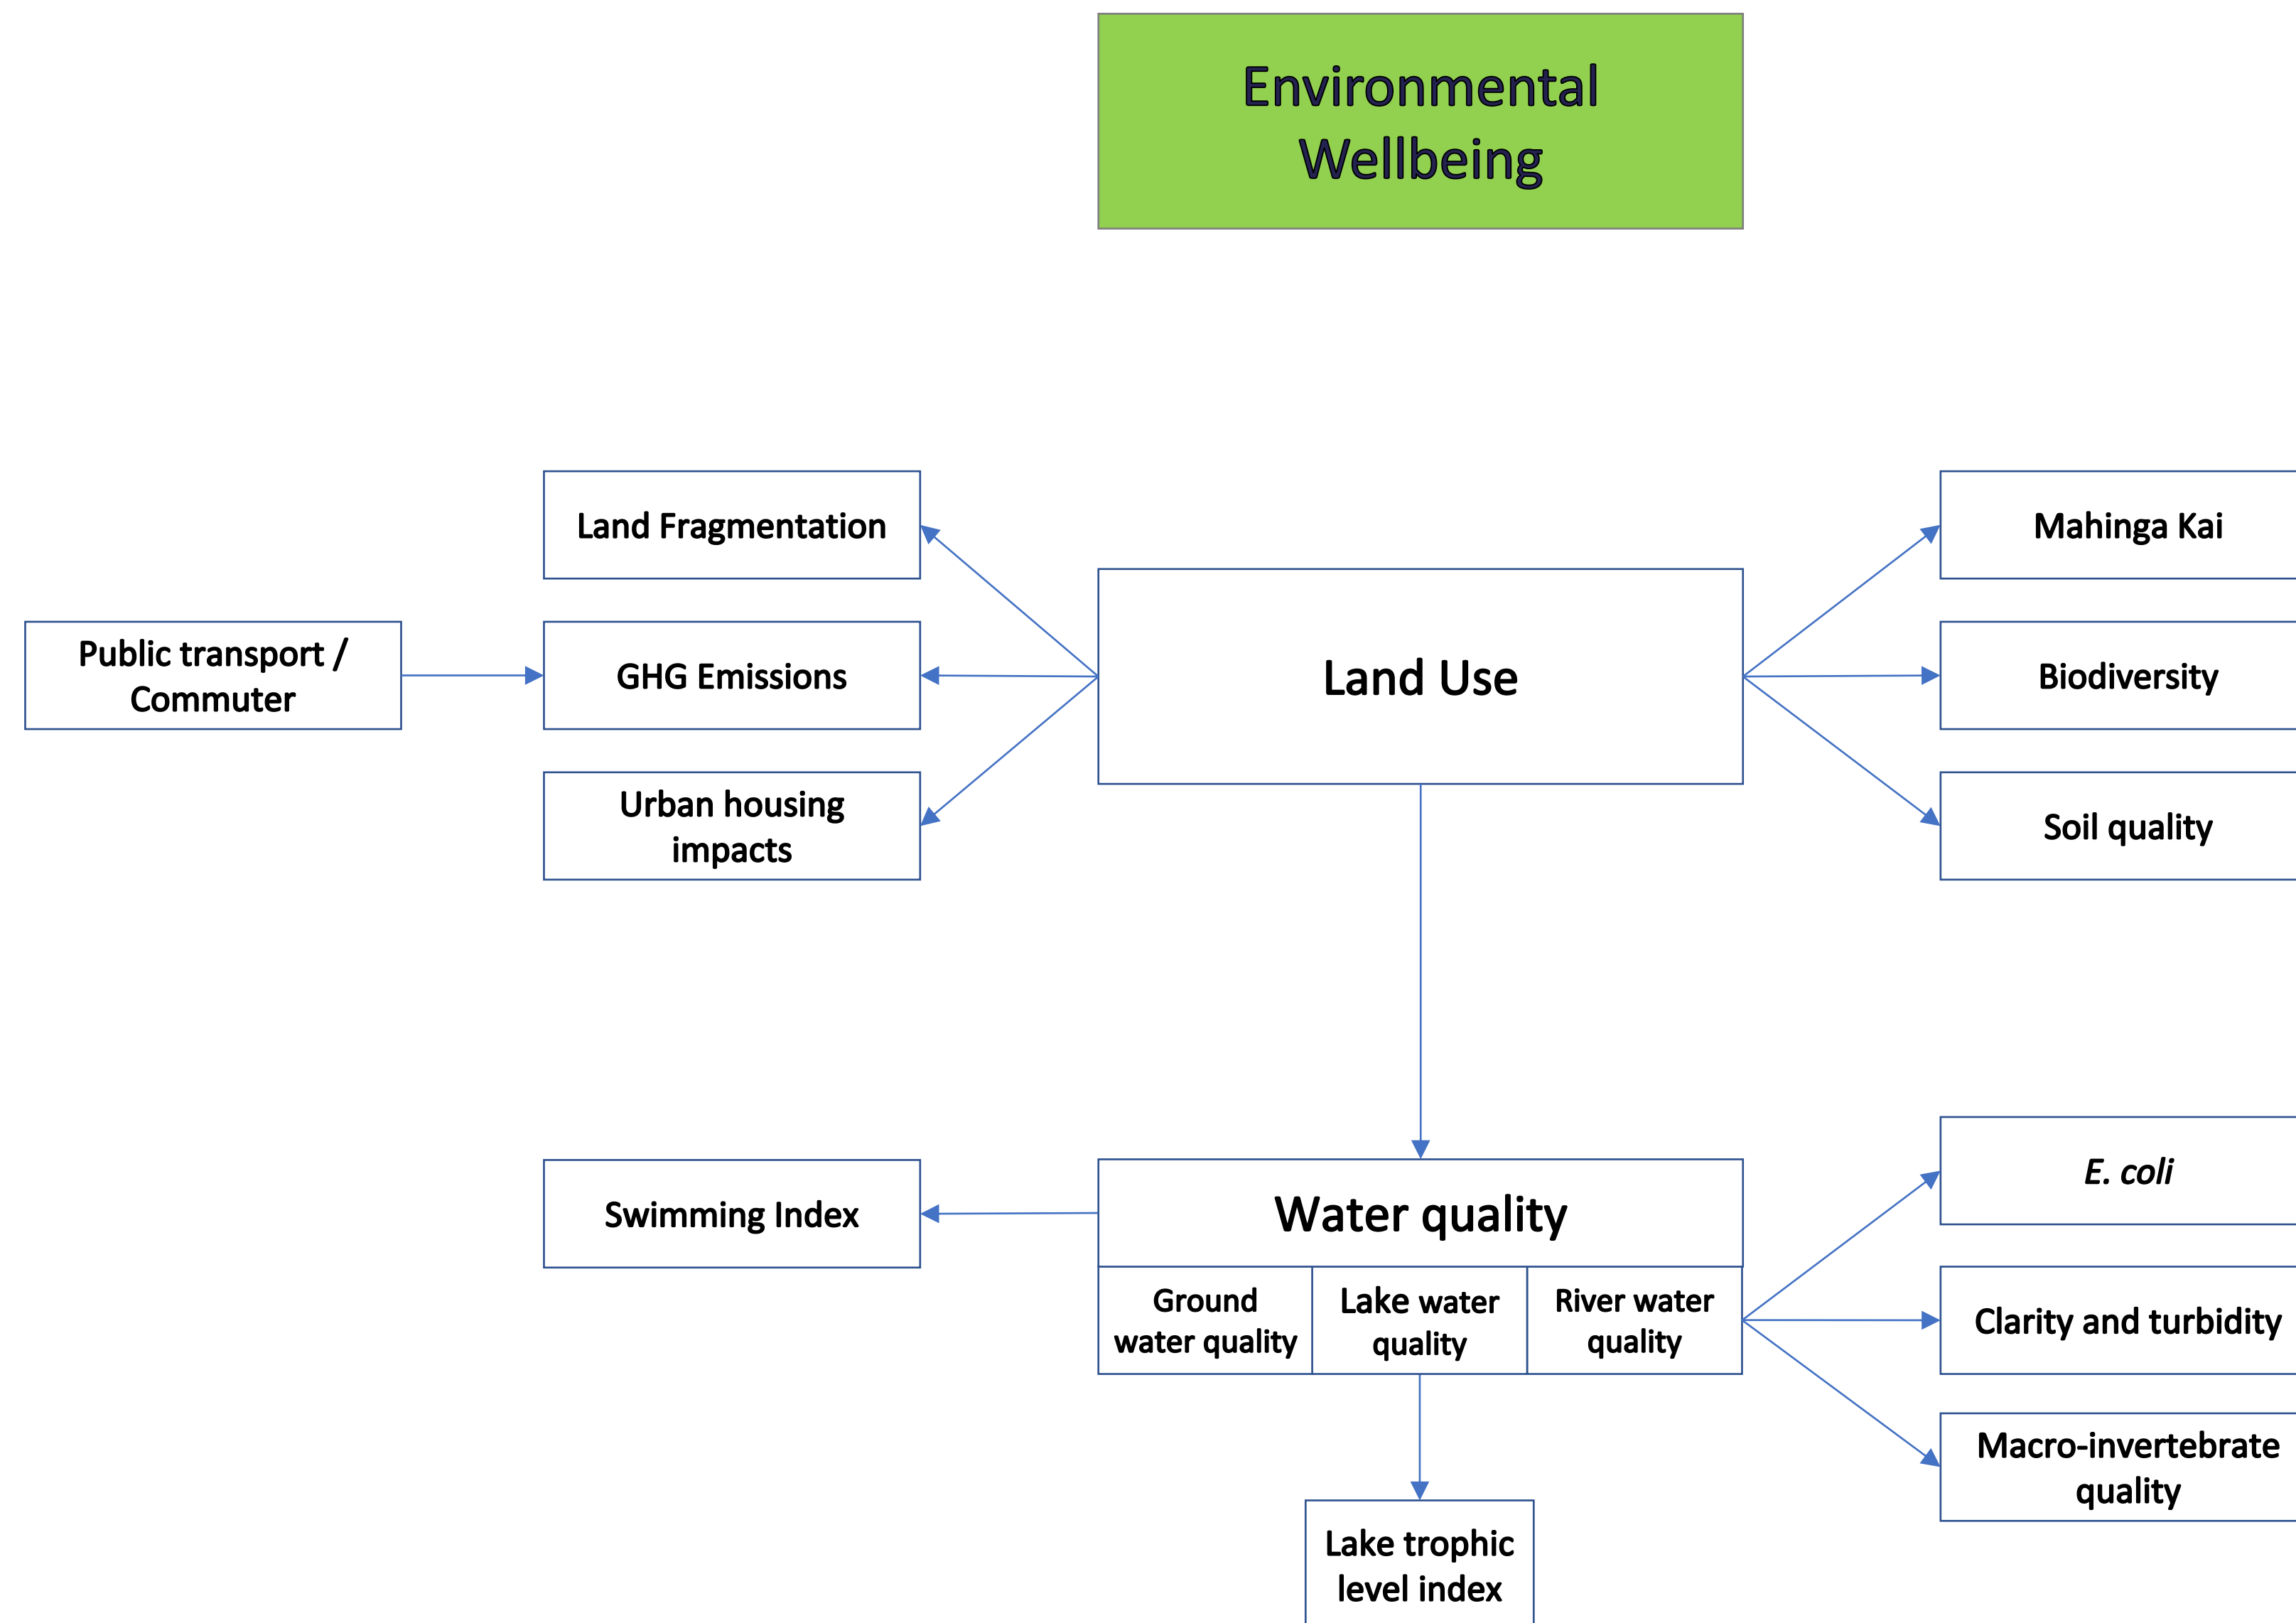 Environmental
Wellbeing
Land Fragmentation
Mahinga Kai
Public transport /
Commuter
GHG Emissions
Land Use
Biodiversity
Urban housing
impacts
Soil quality
Swimming Index
Water quality
E. coli
Ground
water quality
Lake water
quality
River water
quality
Clarity and turbidity
Macro-invertebrate
quality
Lake trophic
level index